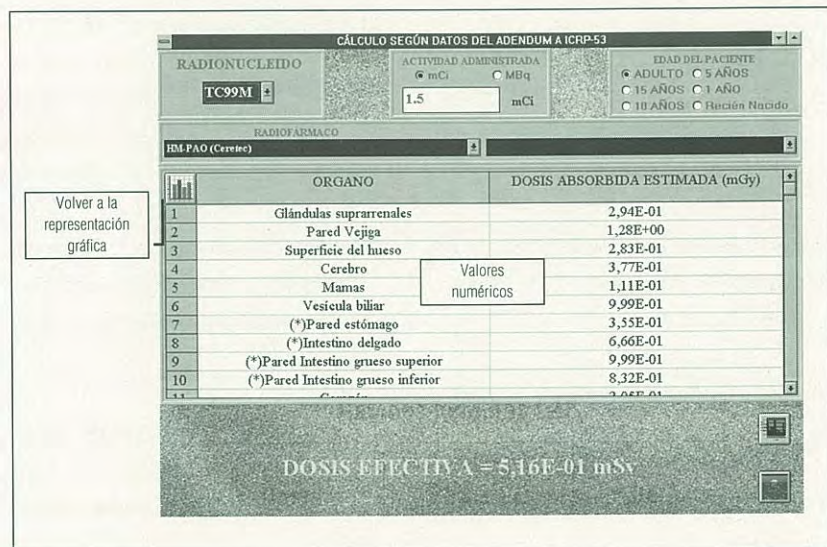 CÁLCULO SEGÚN DATOS DEL ADENDUM A ICRP-53
RADIONUCLEIDO
TC99M
ACTIVIDAD ADMINISTRADA
mCi MBq
1.5 mCi
EDAD DEL PACIENTE
ADULTO 5 AÑOS
15 AÑOS 1 AÑO
10 AÑOS Recién Nacido
RADIOFÁRMACO
HM-PAO (Ceretec)
ORGANO DOSIS ABSORBIDA ESTIMADA (mGy)
1 Glándulas suprarrenales 2,94E-01
2 Pared Vejiga 1,28E+00
3 Superficie del hueso 2,83E-01
4 Cerebro 3,77E-01
5 Mamas 1,11E-01
6 Vesícula biliar 9,99E-01
7 (*)Pared estómago 3,55E-01
8 (*)Intestino delgado 6,66E-01
9 (*)Pared Intestino grueso superior 9,99E-01
10 (*)Pared Intestino grueso inferior 8,32E-01
Volver a la
representación
gráfica
Valores
numéricos
DOSIS EFECTIVA = 5,16E-01 mSv